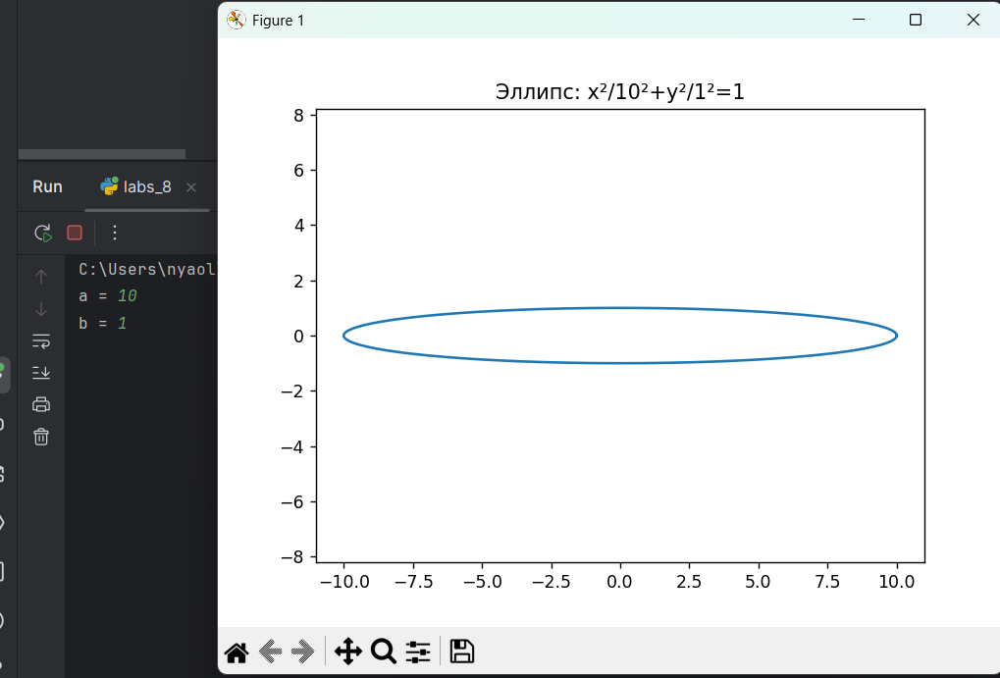 Figure 1
Run
labs_8
C:\Users\nyaol
a = 10
b = 1
Эллипс: x²/10²+y²/1²=1
8
6
4
2
0
−2
−4
−6
−8
−10.0 −7.5 −5.0 −2.5 0.0 2.5 5.0 7.5 10.0